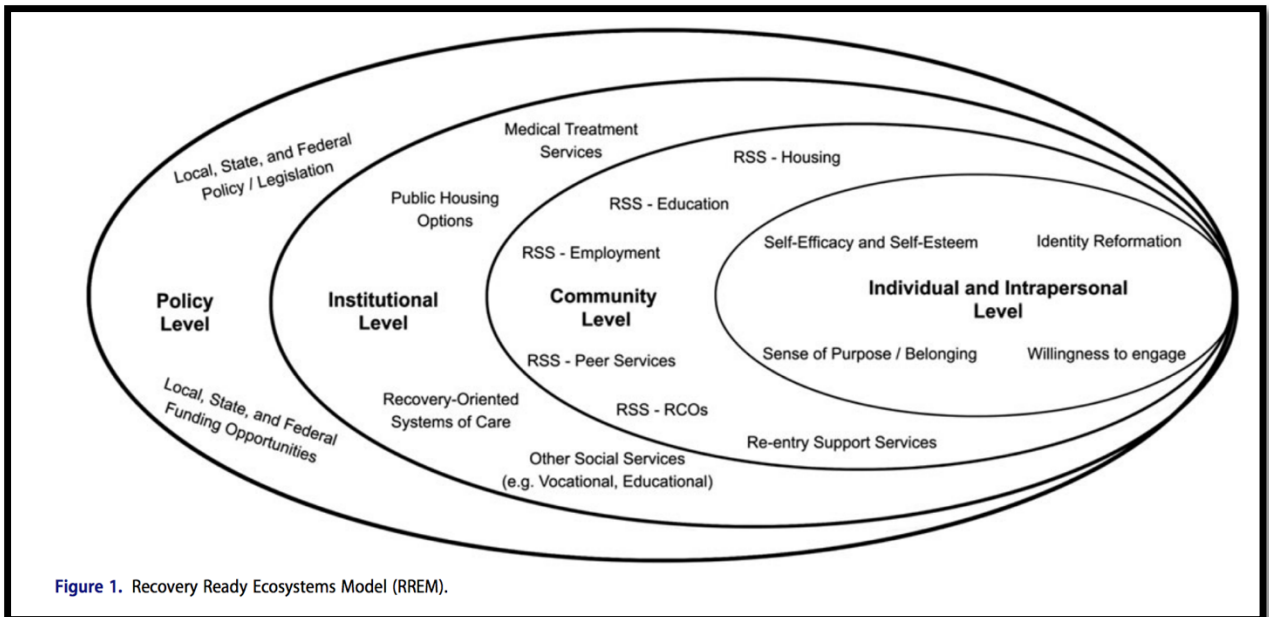 Local, State, and Federal
Policy / Legislation
Policy
Level
Local, State, and Federal
Funding Opportunities
Medical Treatment
Services
Public Housing
Options
Institutional
Level
Recovery-Oriented
Systems of Care
Other Social Services
(e.g. Vocational, Educational)
RSS - Housing
RSS - Education
RSS - Employment
Community
Level
RSS - Peer Services
RSS - RCOs
Re-entry Support Services
Self-Efficacy and Self-Esteem
Identity Reformation
Individual and Intrapersonal
Level
Sense of Purpose / Belonging
Willingness to engage
Figure 1. Recovery Ready Ecosystems Model (RREM).